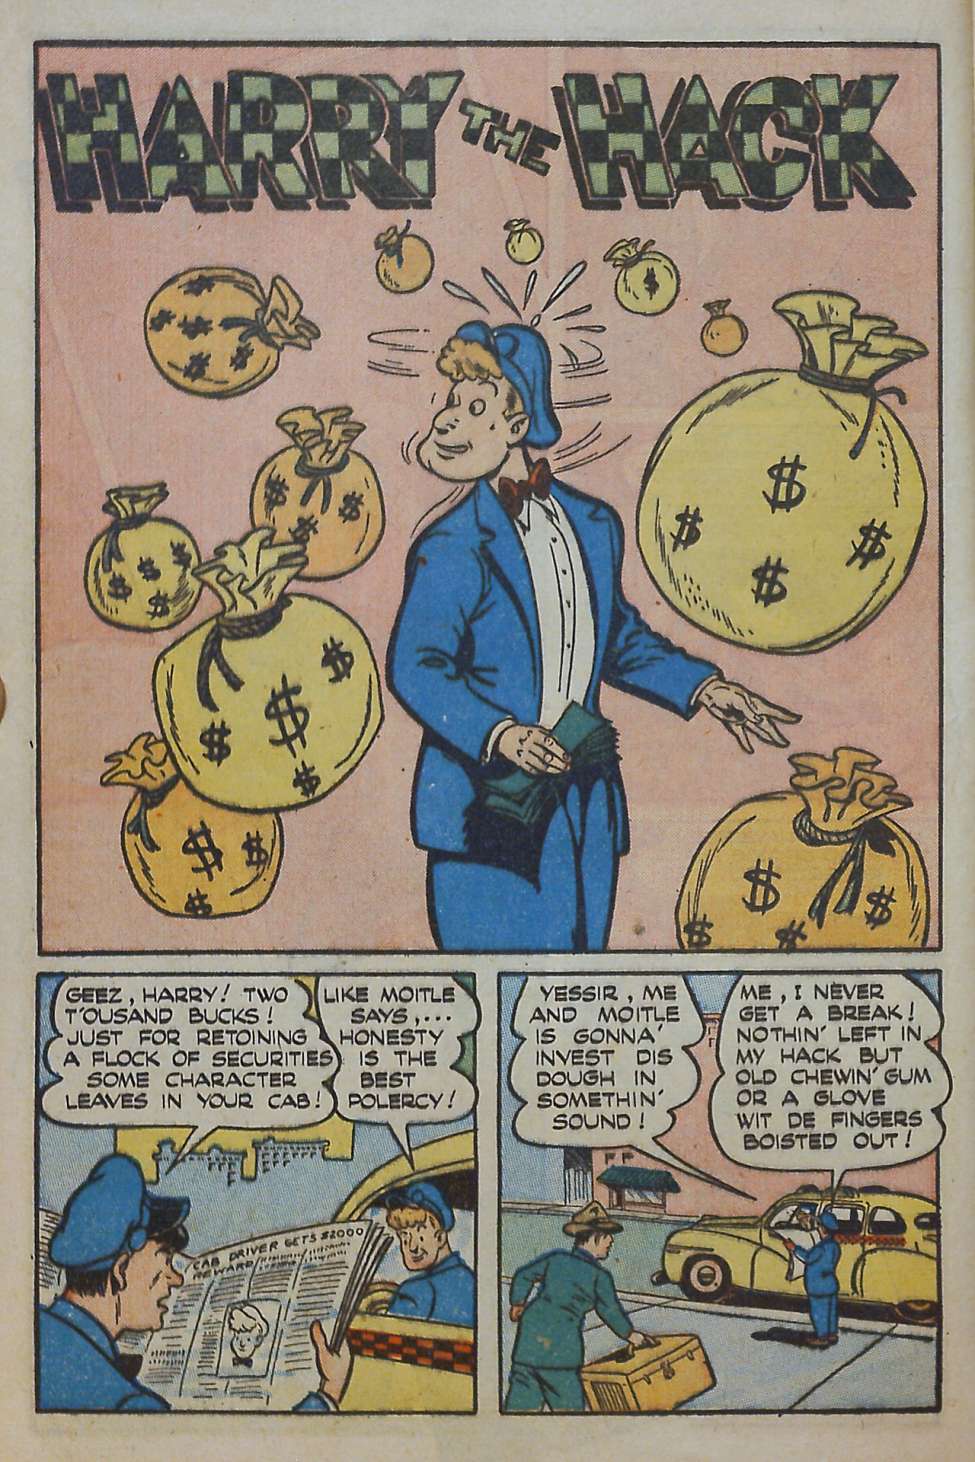 HARRY THE HACK
GEEZ, HARRY! TWO
T'OUSAND BUCKS!
JUST FOR RETOINING
A FLOCK OF SECURITIES
SOME CHARACTER
LEAVES IN YOUR CAB!
LIKE MOITLE
SAYS,...
HONESTY
IS THE
BEST
POLERCY!
CAB DRIVER GETS $2000
REWARD
YESSIR, ME
AND MOITLE
IS GONNA'
INVEST DIS
DOUGH IN
SOMETHIN'
SOUND!
ME, I NEVER
GET A BREAK!
NOTHIN' LEFT IN
MY HACK BUT
OLD CHEWIN' GUM
OR A GLOVE
WIT DE FINGERS
BOISTED OUT!